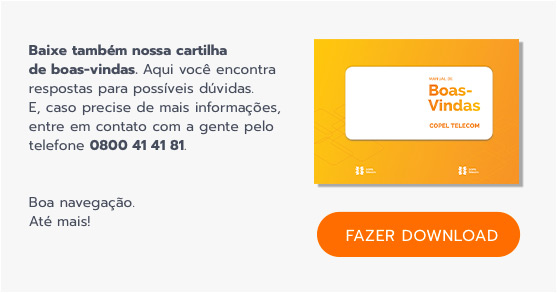 Baixe também nossa cartilha
de boas-vindas. Aqui você encontra
respostas para possíveis dúvidas.
E, caso precise de mais informações,
entre em contato com a gente pelo
telefone 0800 41 41 81.
Boa navegação.
Até mais!
MANUAL DE
Boas-
Vindas
COPEL TELECOM
FAZER DOWNLOAD